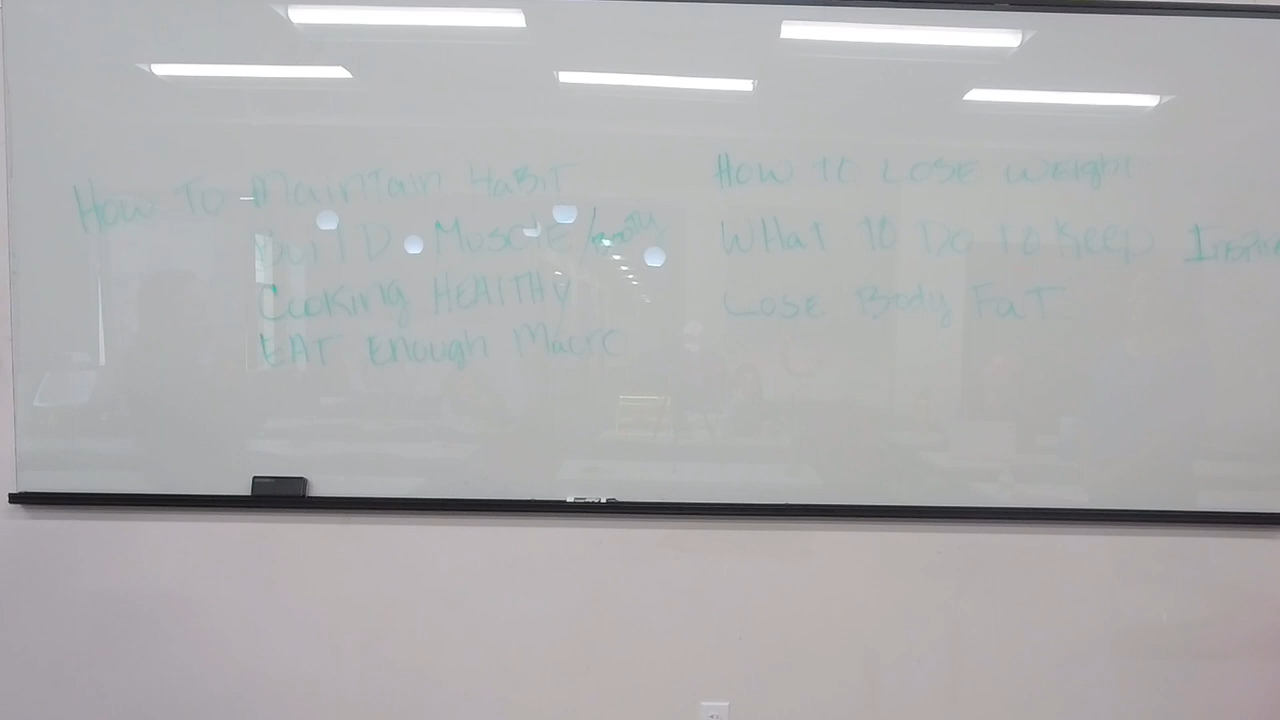 How To Maintain HaBiT
BuilD Muscle/Booty
Cooking HEAlTHy
EAT Enough Macro
How to LOSE weight
WHat to Do to Keep
Lose Body FaT